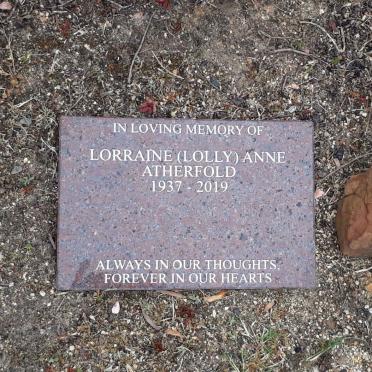 IN LOVING MEMORY OF
LORRAINE (LOLLY) ANNE
ATHERFOLD
1937 - 2019
ALWAYS IN OUR THOUGHTS,
FOREVER IN OUR HEARTS